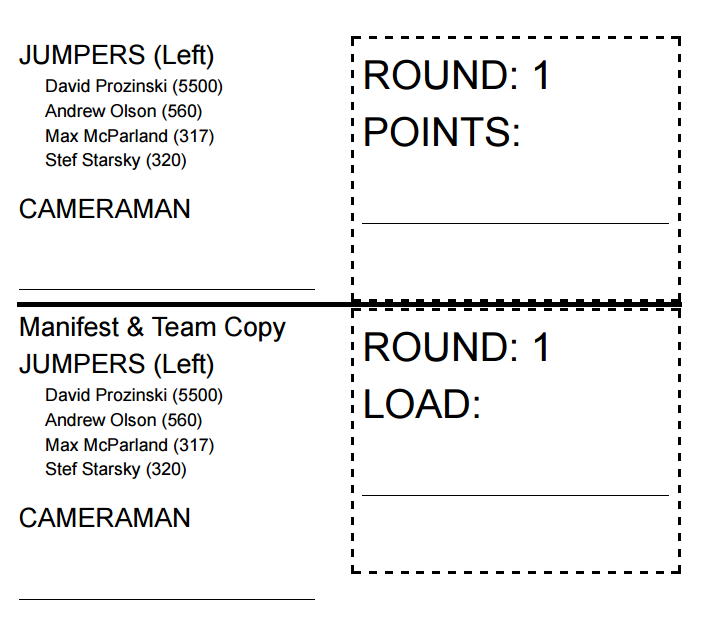 JUMPERS (Left)
David Prozinski (5500)
Andrew Olson (560)
Max McParland (317)
Stef Starsky (320)
CAMERAMAN
ROUND: 1
POINTS:
Manifest & Team Copy
JUMPERS (Left)
David Prozinski (5500)
Andrew Olson (560)
Max McParland (317)
Stef Starsky (320)
CAMERAMAN
ROUND: 1
LOAD: